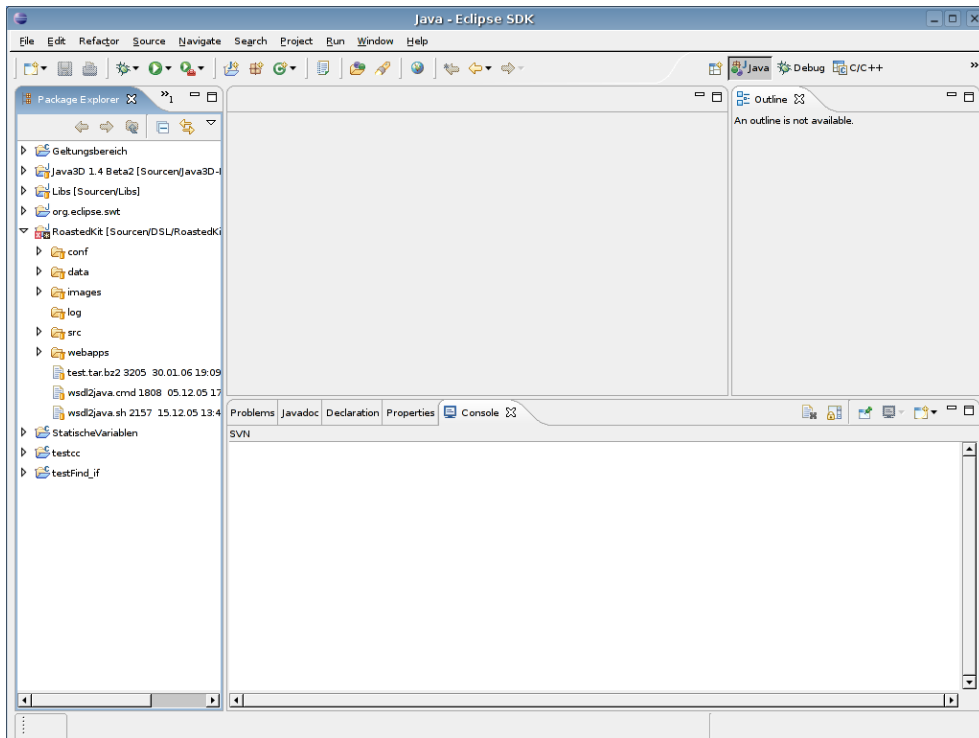 Java - Eclipse SDK
File Edit Refactor Source Navigate Search Project Run Window Help
Java Debug C/C++ »
Package Explorer »1
Outline
An outline is not available.
Geltungsbereich
Java3D 1.4 Beta2 [Sourcen/Java3D-
Libs [Sourcen/Libs]
org.eclipse.swt
RoastedKit [Sourcen/DSL/RoastedKi
conf
data
images
log
src
webapps
test.tar.bz2 3205 30.01.06 19:09
wsdl2java.cmd 1808 05.12.05 17
wsdl2java.sh 2157 15.12.05 13:4
StatischeVariablen
testcc
testFind_if
Problems Javadoc Declaration Properties Console
SVN